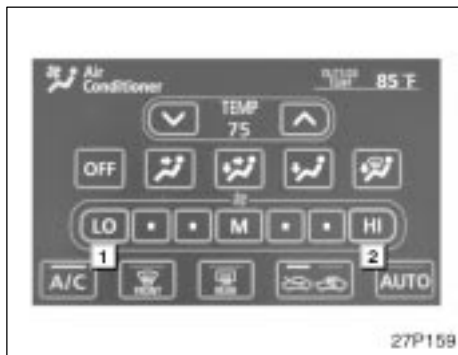 Air
Conditioner
OUTSIDE
TEMP
85°F
TEMP
75
OFF
LO
M
HI
1
2
A/C
FRONT
REAR
AUTO
27P159